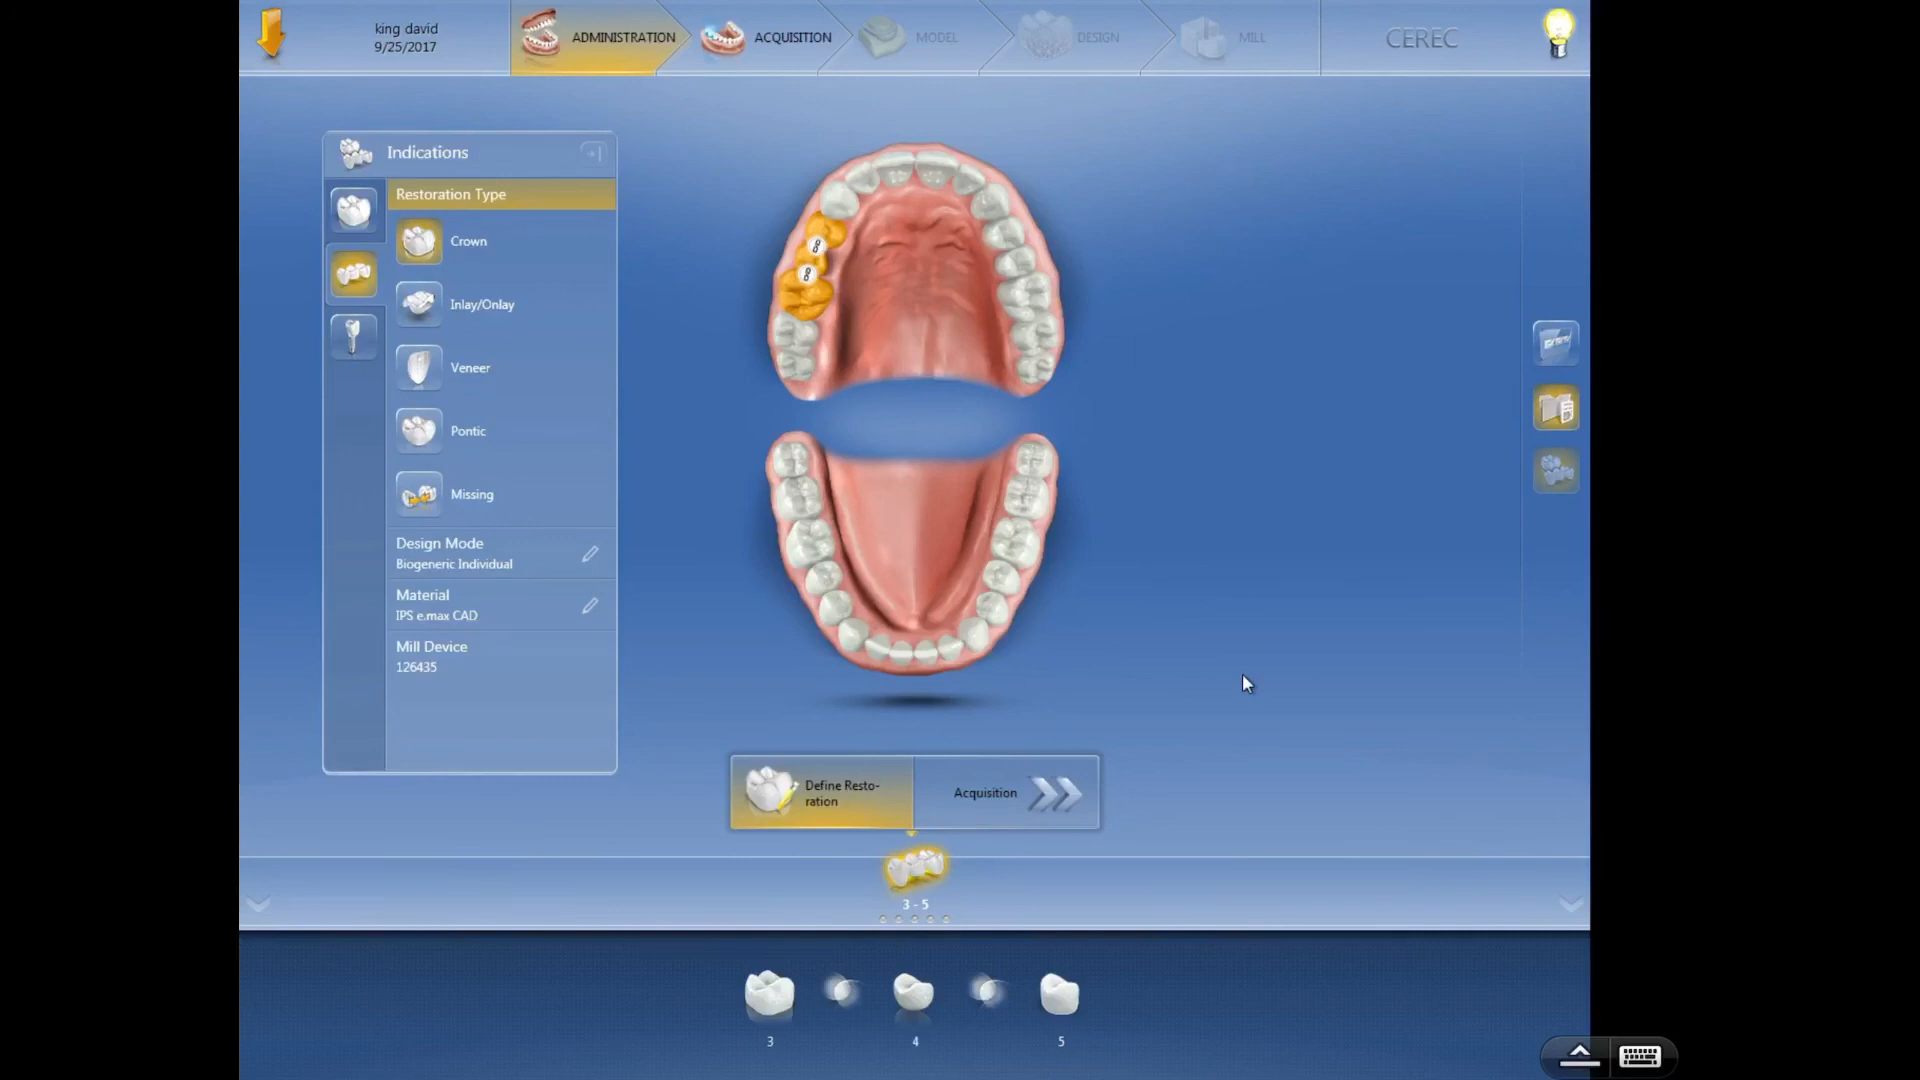 king david
9/25/2017
ADMINISTRATION
ACQUISITION
MODEL
DESIGN
MILL
CEREC
Indications
Restoration Type
Crown
Inlay/Onlay
Veneer
Pontic
Missing
Design Mode
Biogeneric Individual
Material
IPS e.max CAD
Mill Device
126435
Define Resto-
ration
Acquisition
3 - 5
3
4
5